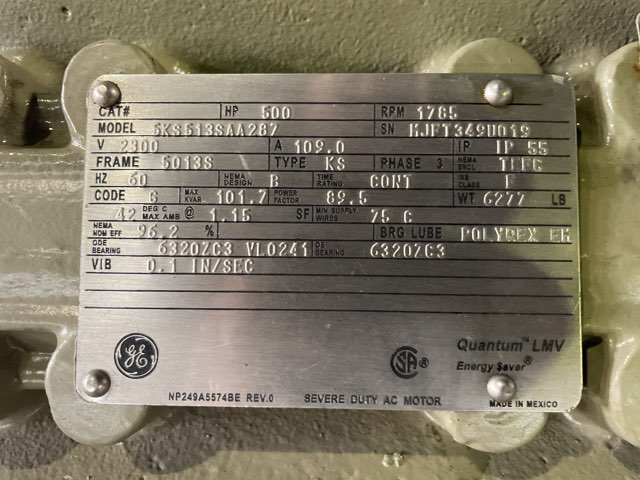 CAT# HP 500 RPM 1785
MODEL 5KS513SAA287 SN HJFT349U019
V 2300 A 109.0 IP IP 55
FRAME 5013S TYPE KS PHASE 3 NEMA ENCL TEFC
HZ 60 NEMA DESIGN B TIME RATING CONT INS CLASS F
CODE G MAX KVAR 101.7 POWER FACTOR 89.5 WT 6277 LB
42 DEG C MAX AMB @ 1.15 SF MIN SUPPLY WIRES 75 C
NEMA NOM EFF 96.2 % BRG LUBE POLYREX EM
ODE BEARING 6320ZC3 VL0241 DE BEARING 6320ZC3
VIB 0.1 IN/SEC
GE
SA®
Quantum™ LMV
Energy $aver®
NP249A5574BE REV.0 SEVERE DUTY AC MOTOR MADE IN MEXICO